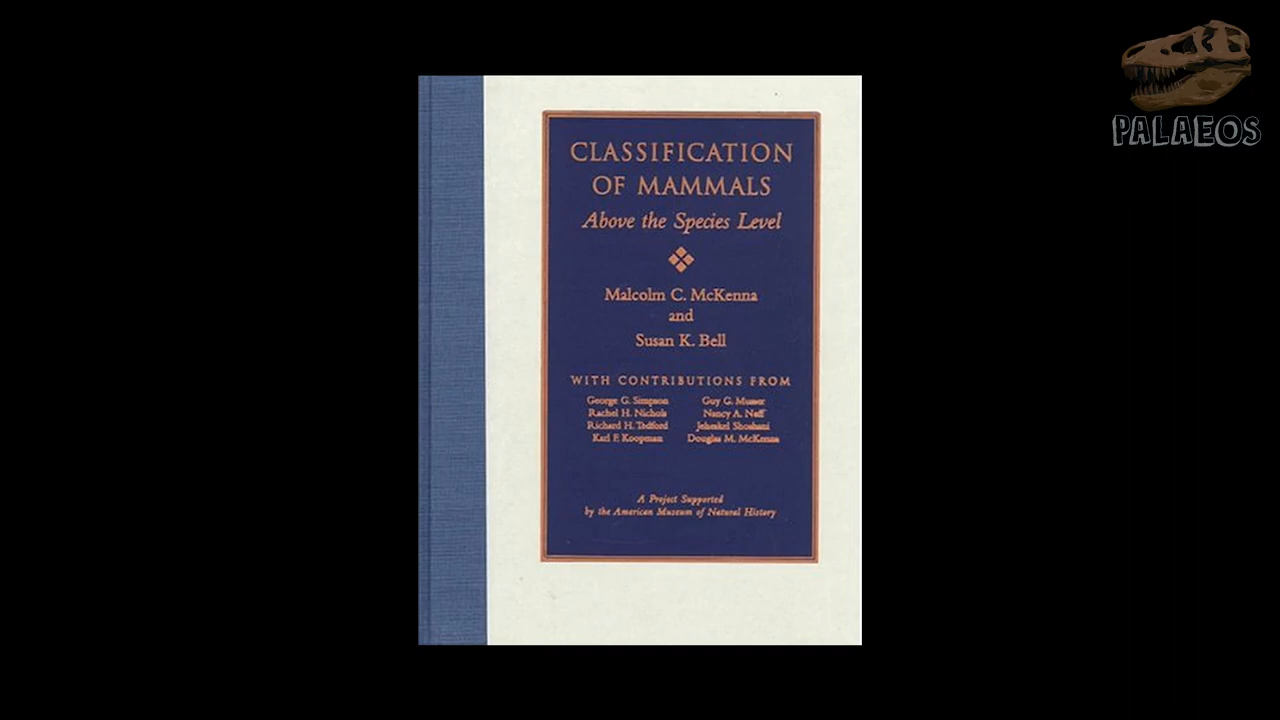 PALAEOS
CLASSIFICATION
OF MAMMALS
Above the Species Level
Malcolm C. McKenna
and
Susan K. Bell
WITH CONTRIBUTIONS FROM
George G. Simpson
Rachel H. Nichols
Richard H. Tedford
Karl F. Koopman
Guy G. Musser
Nancy A. Neff
Jeheskel Shoshani
Douglas M. McKenna
A Project Supported
by the American Museum of Natural History